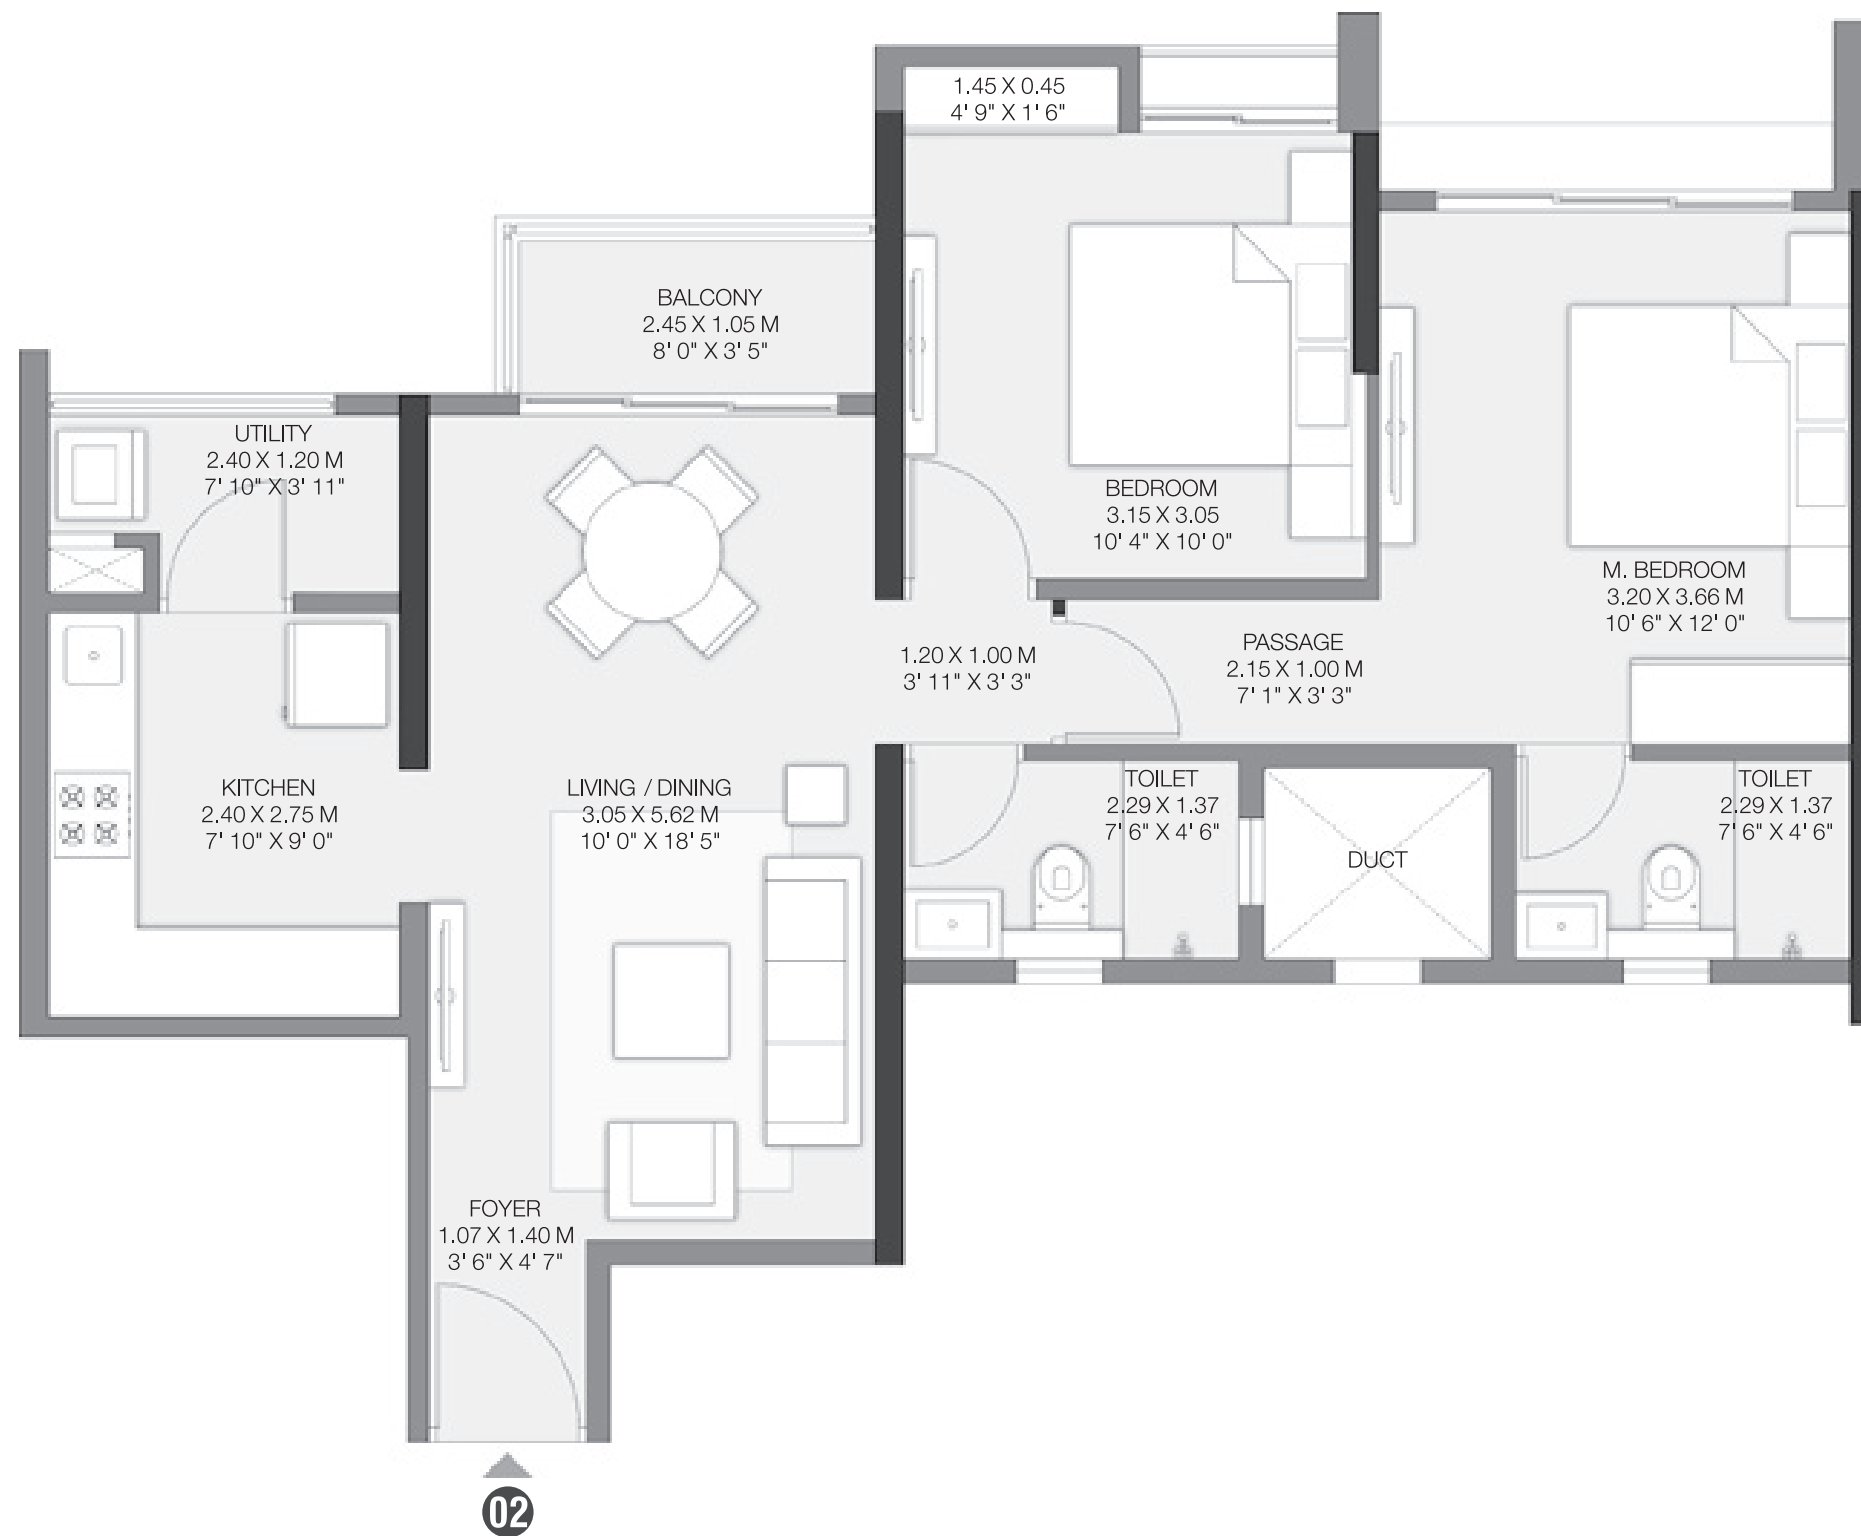 1.45 X 0.45
4' 9" X 1' 6"
BALCONY
2.45 X 1.05 M
8' 0" X 3' 5"
UTILITY
2.40 X 1.20 M
7' 10" X 3' 11"
BEDROOM
3.15 X 3.05
10' 4" X 10' 0"
M. BEDROOM
3.20 X 3.66 M
10' 6" X 12' 0"
1.20 X 1.00 M
3' 11" X 3' 3"
PASSAGE
2.15 X 1.00 M
7' 1" X 3' 3"
KITCHEN
2.40 X 2.75 M
7' 10" X 9' 0"
LIVING / DINING
3.05 X 5.62 M
10' 0" X 18' 5"
TOILET
2.29 X 1.37
7' 6" X 4' 6"
DUCT
TOILET
2.29 X 1.37
7' 6" X 4' 6"
FOYER
1.07 X 1.40 M
3' 6" X 4' 7"
02